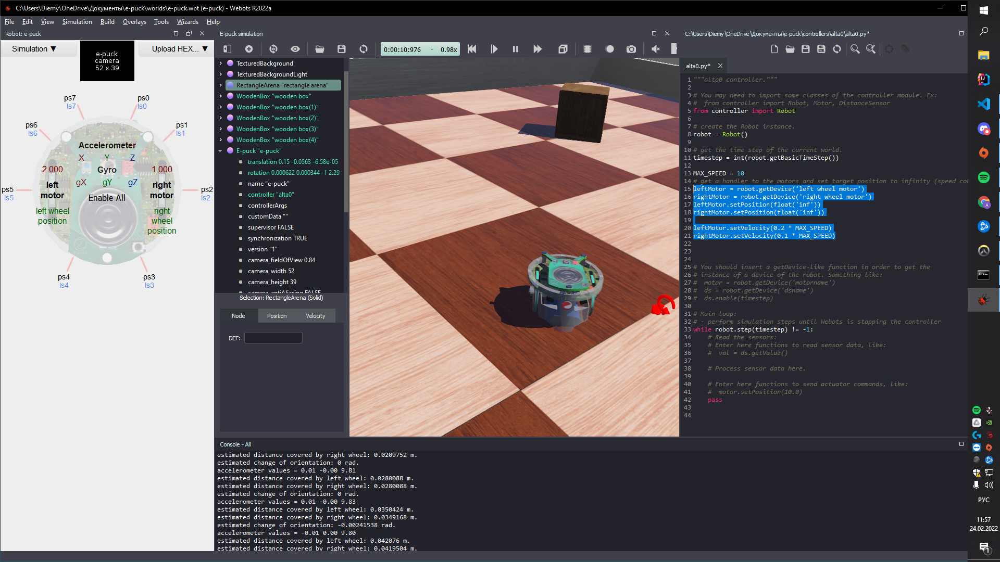 C:\Users\Diemy\OneDrive\Документы\e-puck\worlds\e-puck.wbt (e-puck) - Webots R2022a
File Edit View Simulation Build Overlays Tools Wizards Help
Robot: e-puck
Simulation ▼
e-puck
camera
52 x 39
Upload HEX... ▼
ps7
ls7
ps0
ls0
ps6
ls6
ps1
ls1
Accelerometer
X Y Z
2.000
Gyro
1.000
gX gY gZ
left
motor
right
motor
Enable All
ps5
ls5
ps2
ls2
left wheel
position
right
wheel
position
ps4
ls4
ps3
ls3
E-puck simulation
0:00:10:976 - 0.98x
TexturedBackground
TexturedBackgroundLight
RectangleArena "rectangle arena"
WoodenBox "wooden box"
WoodenBox "wooden box(1)"
WoodenBox "wooden box(2)"
WoodenBox "wooden box(3)"
WoodenBox "wooden box(4)"
E-puck "e-puck"
translation 0.15 -0.0563 -6.58e-05
rotation 0.000622 0.000344 -1 2.29
name "e-puck"
controller "alta0"
controllerArgs
customData ""
supervisor FALSE
synchronization TRUE
version "1"
camera_fieldOfView 0.84
camera_width 52
camera_height 39
camera_antiAliasing FALSE
Selection: RectangleArena (Solid)
Node Position Velocity
DEF:
C:\Users\Diemy\OneDrive\Документы\e-puck\controllers\alta0\alta0.py*
alta0.py*
1 """alta0 controller."""
2
3 # You may need to import some classes of the controller module. Ex:
4 #  from controller import Robot, Motor, DistanceSensor
5 from controller import Robot
6
7 # create the Robot instance.
8 robot = Robot()
9
10 # get the time step of the current world.
11 timestep = int(robot.getBasicTimeStep())
12
13 MAX_SPEED = 10
14 # get a handler to the motors and set target position to infinity (speed con
15 leftMotor = robot.getDevice('left wheel motor')
16 rightMotor = robot.getDevice('right wheel motor')
17 leftMotor.setPosition(float('inf'))
18 rightMotor.setPosition(float('inf'))
19
20 leftMotor.setVelocity(0.2 * MAX_SPEED)
21 rightMotor.setVelocity(0.1 * MAX_SPEED)
22
23
24
25 # You should insert a getDevice-like function in order to get the
26 # instance of a device of the robot. Something like:
27 #  motor = robot.getDevice('motorname')
28 #  ds = robot.getDevice('dsname')
29 #  ds.enable(timestep)
30
31 # Main loop:
32 # - perform simulation steps until Webots is stopping the controller
33 while robot.step(timestep) != -1:
34     # Read the sensors:
35     # Enter here functions to read sensor data, like:
36     #  val = ds.getValue()
37
38     # Process sensor data here.
39
40     # Enter here functions to send actuator commands, like:
41     #  motor.setPosition(10.0)
42     pass
43
44
Console - All
estimated distance covered by right wheel: 0.0209752 m.
estimated change of orientation: 0 rad.
accelerometer values = 0.01 -0.00 9.81
estimated distance covered by left wheel: 0.0280088 m.
estimated distance covered by right wheel: 0.0280088 m.
estimated change of orientation: 0 rad.
accelerometer values = 0.01 -0.00 9.83
estimated distance covered by left wheel: 0.0350424 m.
estimated distance covered by right wheel: 0.0349168 m.
estimated change of orientation: -0.00241538 rad.
accelerometer values = -0.01 0.00 9.80
estimated distance covered by left wheel: 0.042076 m.
estimated distance covered by right wheel: 0.0419504 m.
РУС
11:57
24.02.2022
1